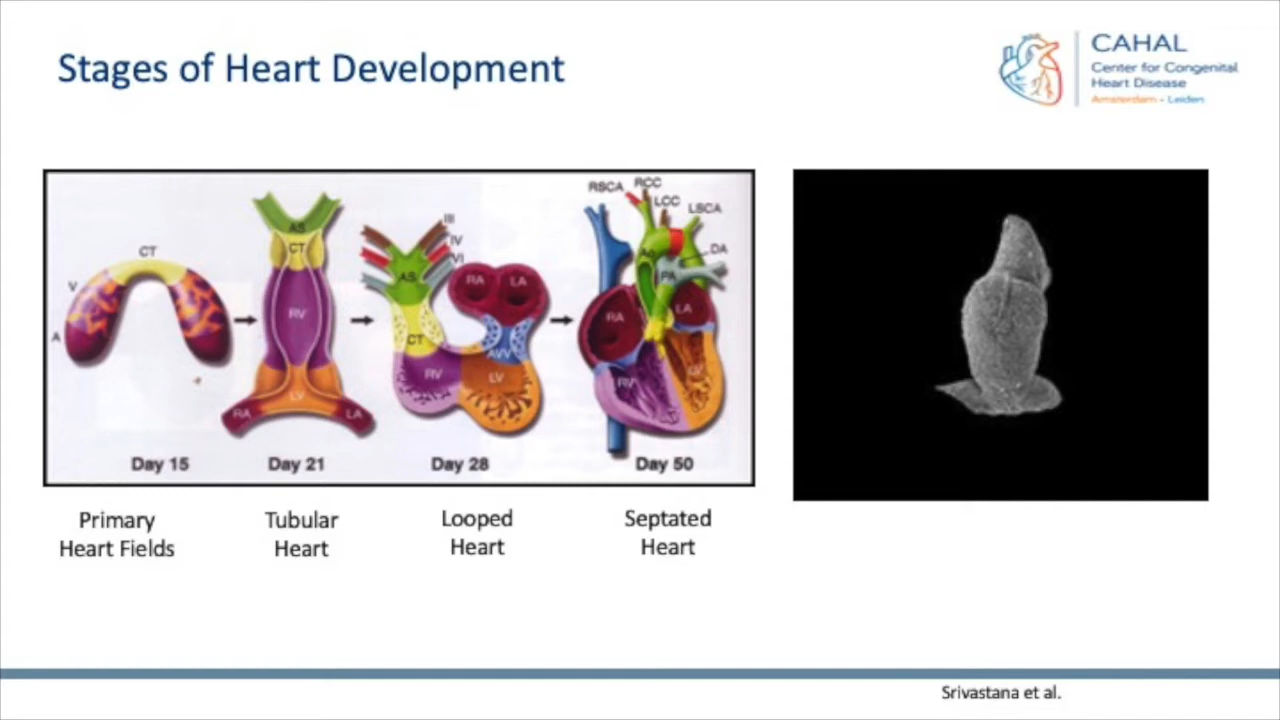 Stages of Heart Development
CAHAL
Center for Congenital
Heart Disease
Amsterdam - Leiden
CT
V
A
AS
CT
RV
LV
RA
LA
III
IV
VI
AS
RA
LA
CT
AVV
RV
LV
RSCA
RCC
LCC
LSCA
DA
Ao
PA
RA
LA
RV
LV
Day 15
Day 21
Day 28
Day 50
Primary
Heart Fields
Tubular
Heart
Looped
Heart
Septated
Heart
Srivastana et al.